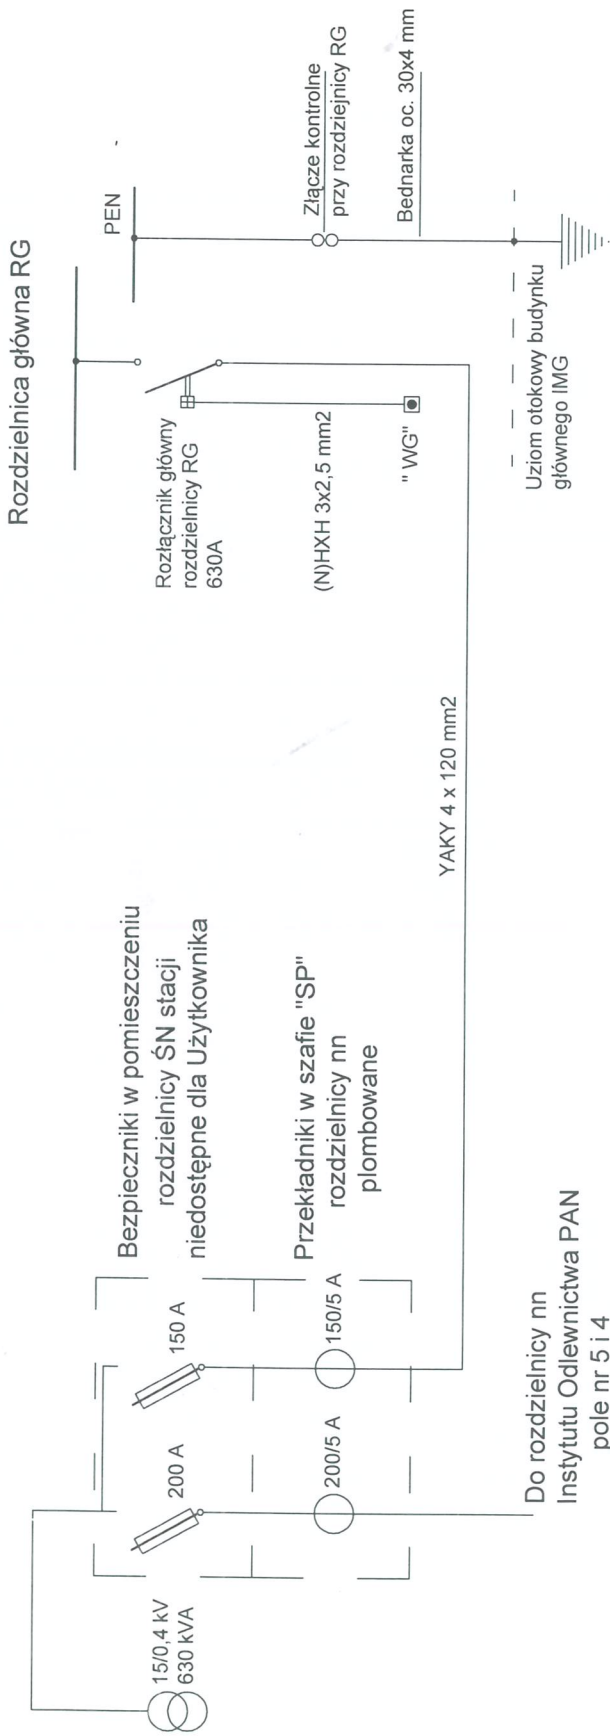 Rozdzielnica główna RG
PEN
Złącze kontrolne
przy rozdziejnicy RG
Bednarka oc. 30x4 mm
Rozłącznik główny
rozdzielnicy RG
630A
(N)HXH 3x2,5 mm2
" WG"
Uziom otokowy budynku
głównego IMG
YAKY 4 x 120 mm2
Bezpieczniki w pomieszczeniu
rozdzielnicy ŚN stacji
niedostępne dla Użytkownika
Przekładniki w szafie "SP"
rozdzielnicy nn
plombowane
15/0,4 kV
630 kVA
200 A
150 A
200/5 A
150/5 A
Do rozdzielnicy nn
Instytutu Odlewnictwa PAN
pole nr 5 i 4